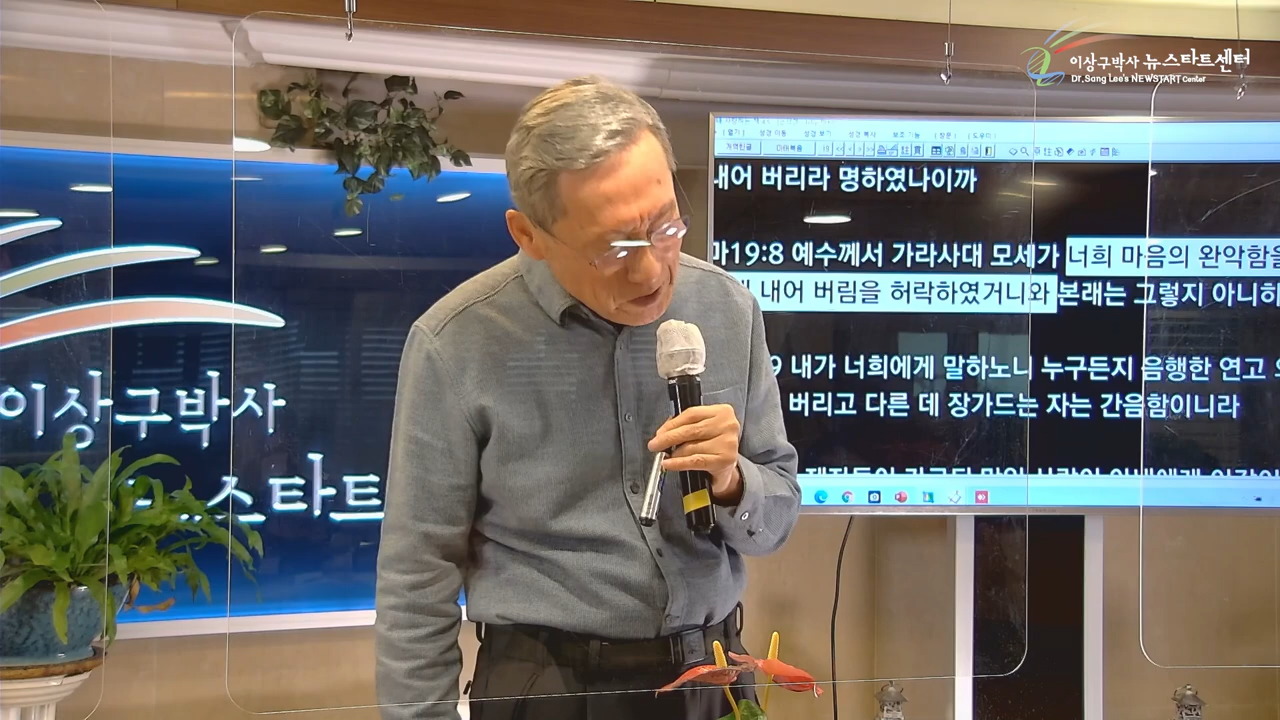 이상구박사 뉴스타트센터
Dr. Sang Lee's NEWSTART Center
내어 버리라 명하였나이까
마19:8 예수께서 가라사대 모세가 너희 마음의 완악함을
내어 버림을 허락하였거니와 본래는 그렇지 아니하
9 내가 너희에게 말하노니 누구든지 음행한 연고
버리고 다른 데 장가드는 자는 간음함이니라
이상구박사
스타트